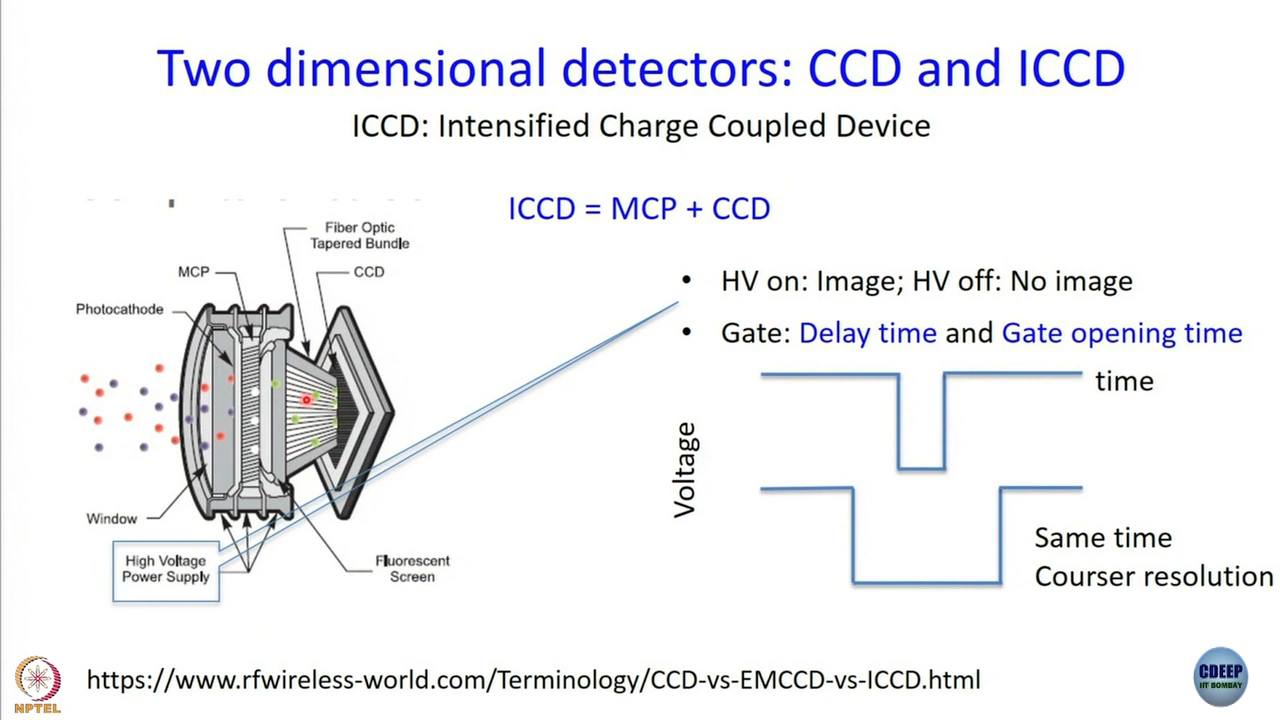 Two dimensional detectors: CCD and ICCD
ICCD: Intensified Charge Coupled Device
ICCD = MCP + CCD
Fiber Optic
Tapered Bundle
MCP
CCD
Photocathode
Window
High Voltage
Power Supply
Fluorescent
Screen
• HV on: Image; HV off: No image
• Gate: Delay time and Gate opening time
time
Voltage
Same time
Courser resolution
https://www.rfwireless-world.com/Terminology/CCD-vs-EMCCD-vs-ICCD.html
NPTEL
CDEEP
IIT BOMBAY